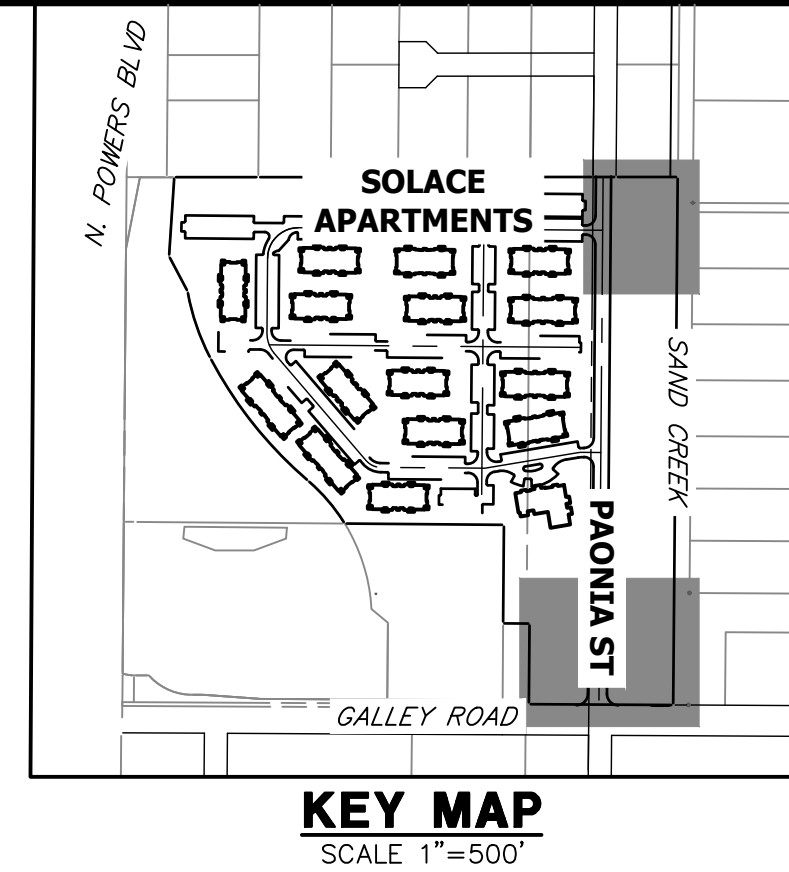 N. POWERS BLVD
SOLACE
APARTMENTS
SAND CREEK
PAONIA ST
GALLEY ROAD
KEY MAP
SCALE 1"=500'